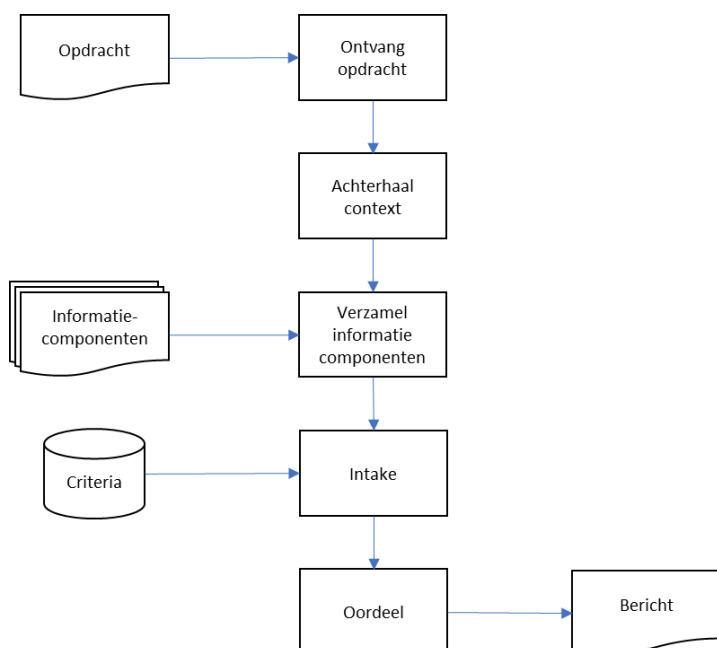 Opdracht
Ontvang
opdracht
Achterhaal
context
Informatie-
componenten
Verzamel
informatie
componenten
Criteria
Intake
Oordeel
Bericht